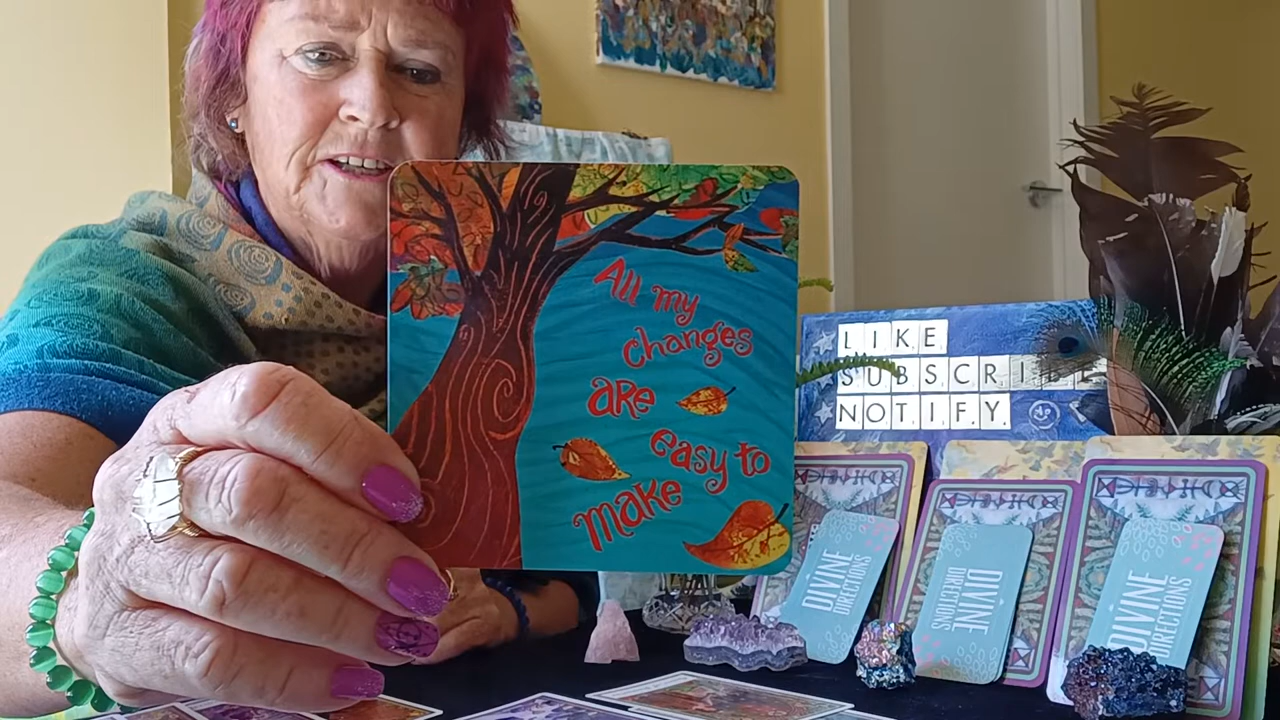 All my
changes
are
easy to
make
LIKE
SUBSCRIBE
NOTIFY
DIVINE
DIRECTIONS
DIVINE
DIRECTIONS
DIVINE
DIRECTIONS